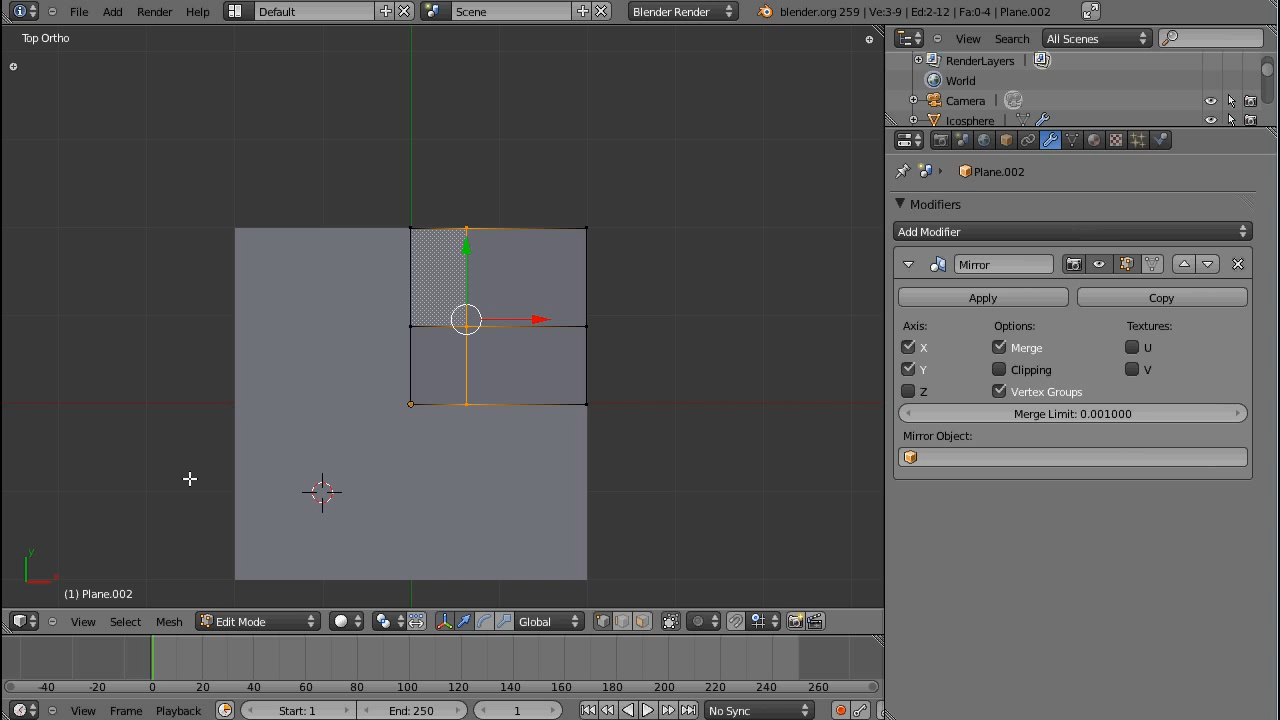 File Add Render Help Default Scene Blender Render blender.org 259 | Ve:3-9 | Ed:2-12 | Fa:0-4 | Plane.002
Top Ortho
View Search All Scenes
RenderLayers
World
Camera
Icosphere
Plane.002
Modifiers
Add Modifier
Mirror
Apply Copy
Axis: Options: Textures:
X Merge U
Y Clipping V
Z Vertex Groups
Merge Limit: 0.001000
Mirror Object:
y
x
(1) Plane.002
View Select Mesh Edit Mode Global
-40 -20 0 20 40 60 80 100 120 140 160 180 200 220 240 260
View Frame Playback Start: 1 End: 250 1 No Sync